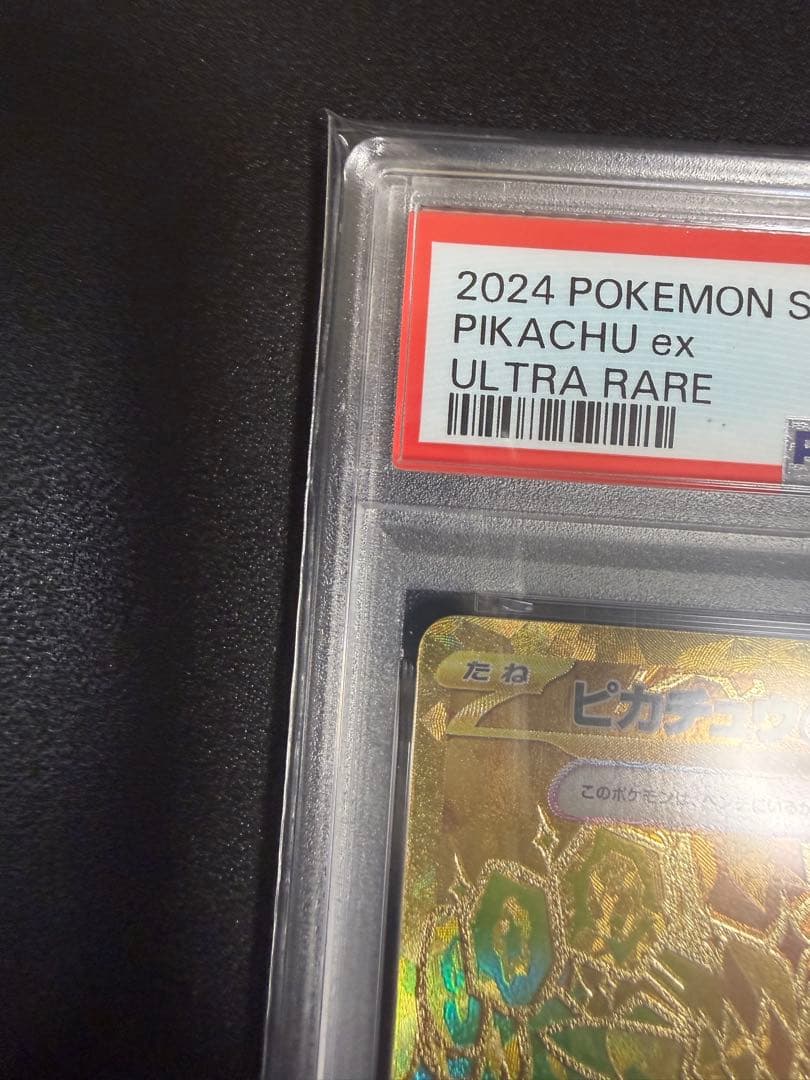 2024 POKEMON S
PIKACHU ex
ULTRA RARE
たね
ピカチュウ
このポケモンは、ベンチにいる